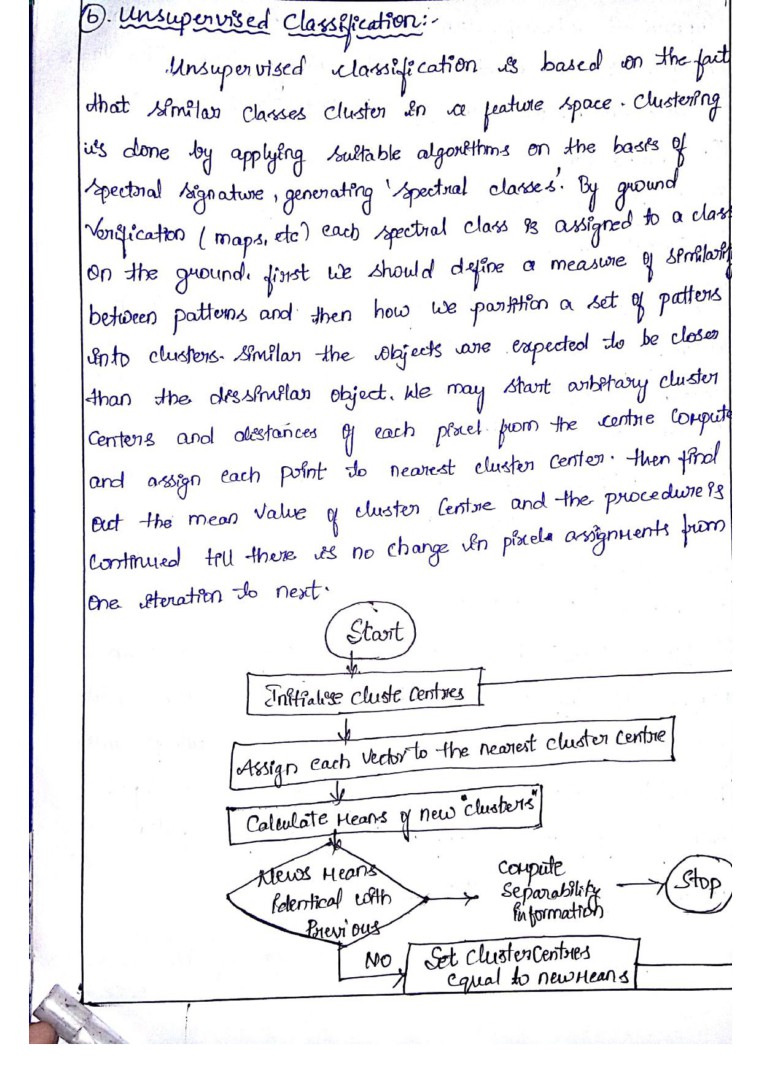 ⑥. Unsupervised Classification:-
Unsupervised classification is based on the fact
that similar classes cluster in a feature space. Clustering
is done by applying suitable algorithms on the basis of
spectral signature, generating 'spectral classes'. By ground
Verification (maps, etc) each spectral class is assigned to a clas
on the ground. first we should define a measure of similarit
between patterns and then how we partition a set of patters
into clusters. Similar the objects are expected to be closer
than the dissimilar object. We may start arbitary cluster
Centers and distances of each pixel from the centre Compute
and assign each point to nearest cluster Center. then find
out the mean value of cluster Centre and the procedure is
Continued till there is no change in pixels assignments from
One iteration to next.
Start
Initialise cluste Centres
Assign each Vector to the nearest cluster Centre
Calculate Means of new "clusters"
News Means
Identical with
Previous
Compute
Separability
information
Stop
NO
Set Cluster Centres
equal to new Means